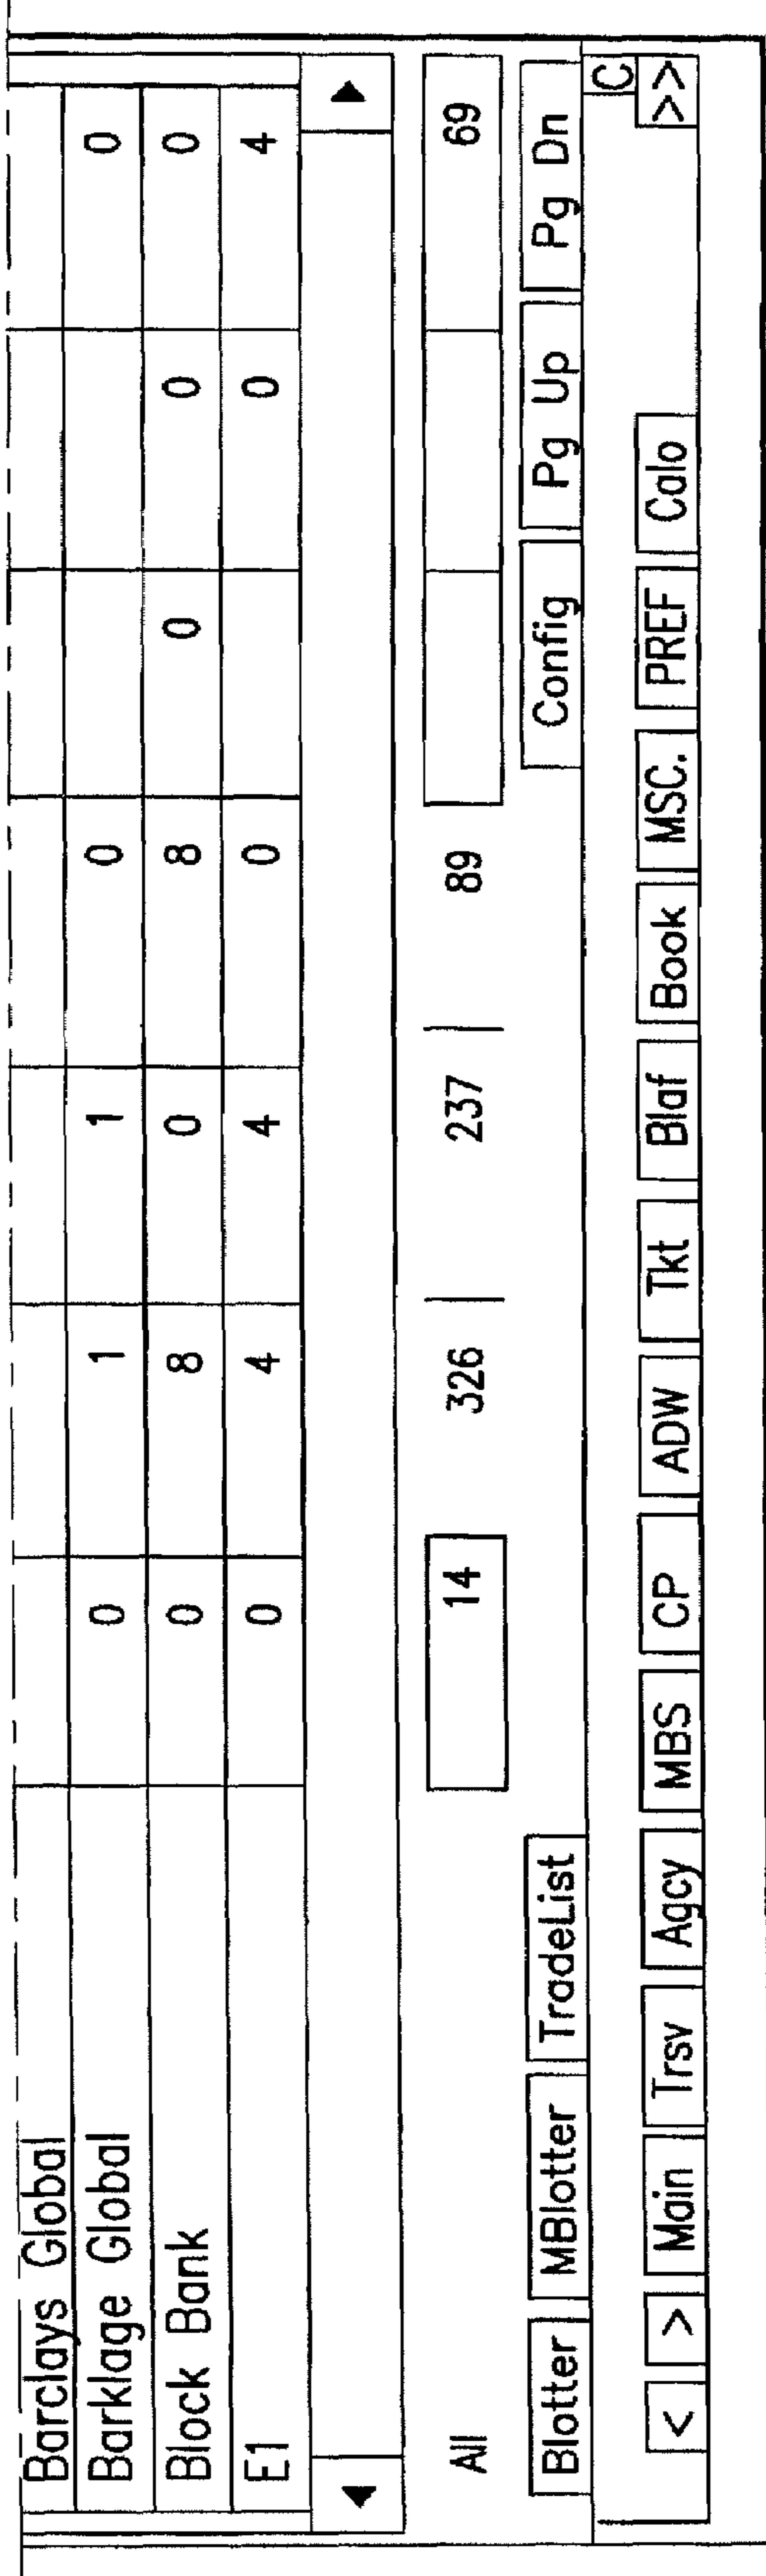 Barclays Global
Barklage Global 0 1 1 0 0
Block Bank 0 8 0 8 0 0 0
E1 0 4 4 0 0 4
All 14 326 237 89 69
Blotter MBlotter TradeList Config Pg Up Pg Dn
C
< > Main Trsv Agcy MBS CP ADW Tkt Blaf Book MSC. PREF Calo >>